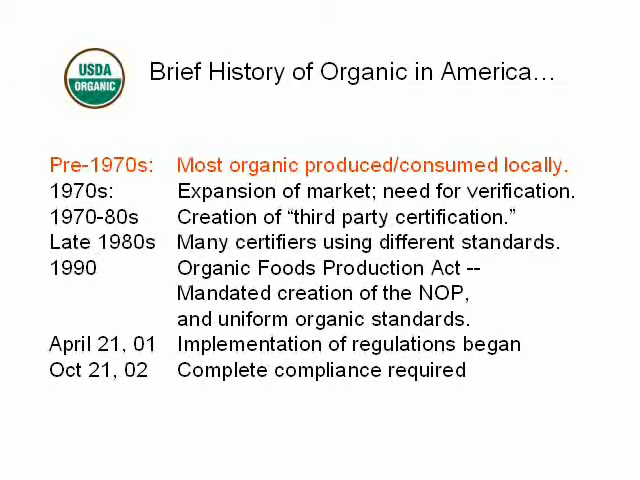 USDA
ORGANIC
Brief History of Organic in America…
Pre-1970s: Most organic produced/consumed locally.
1970s: Expansion of market; need for verification.
1970-80s Creation of “third party certification.”
Late 1980s Many certifiers using different standards.
1990 Organic Foods Production Act --
Mandated creation of the NOP,
and uniform organic standards.
April 21, 01 Implementation of regulations began
Oct 21, 02 Complete compliance required